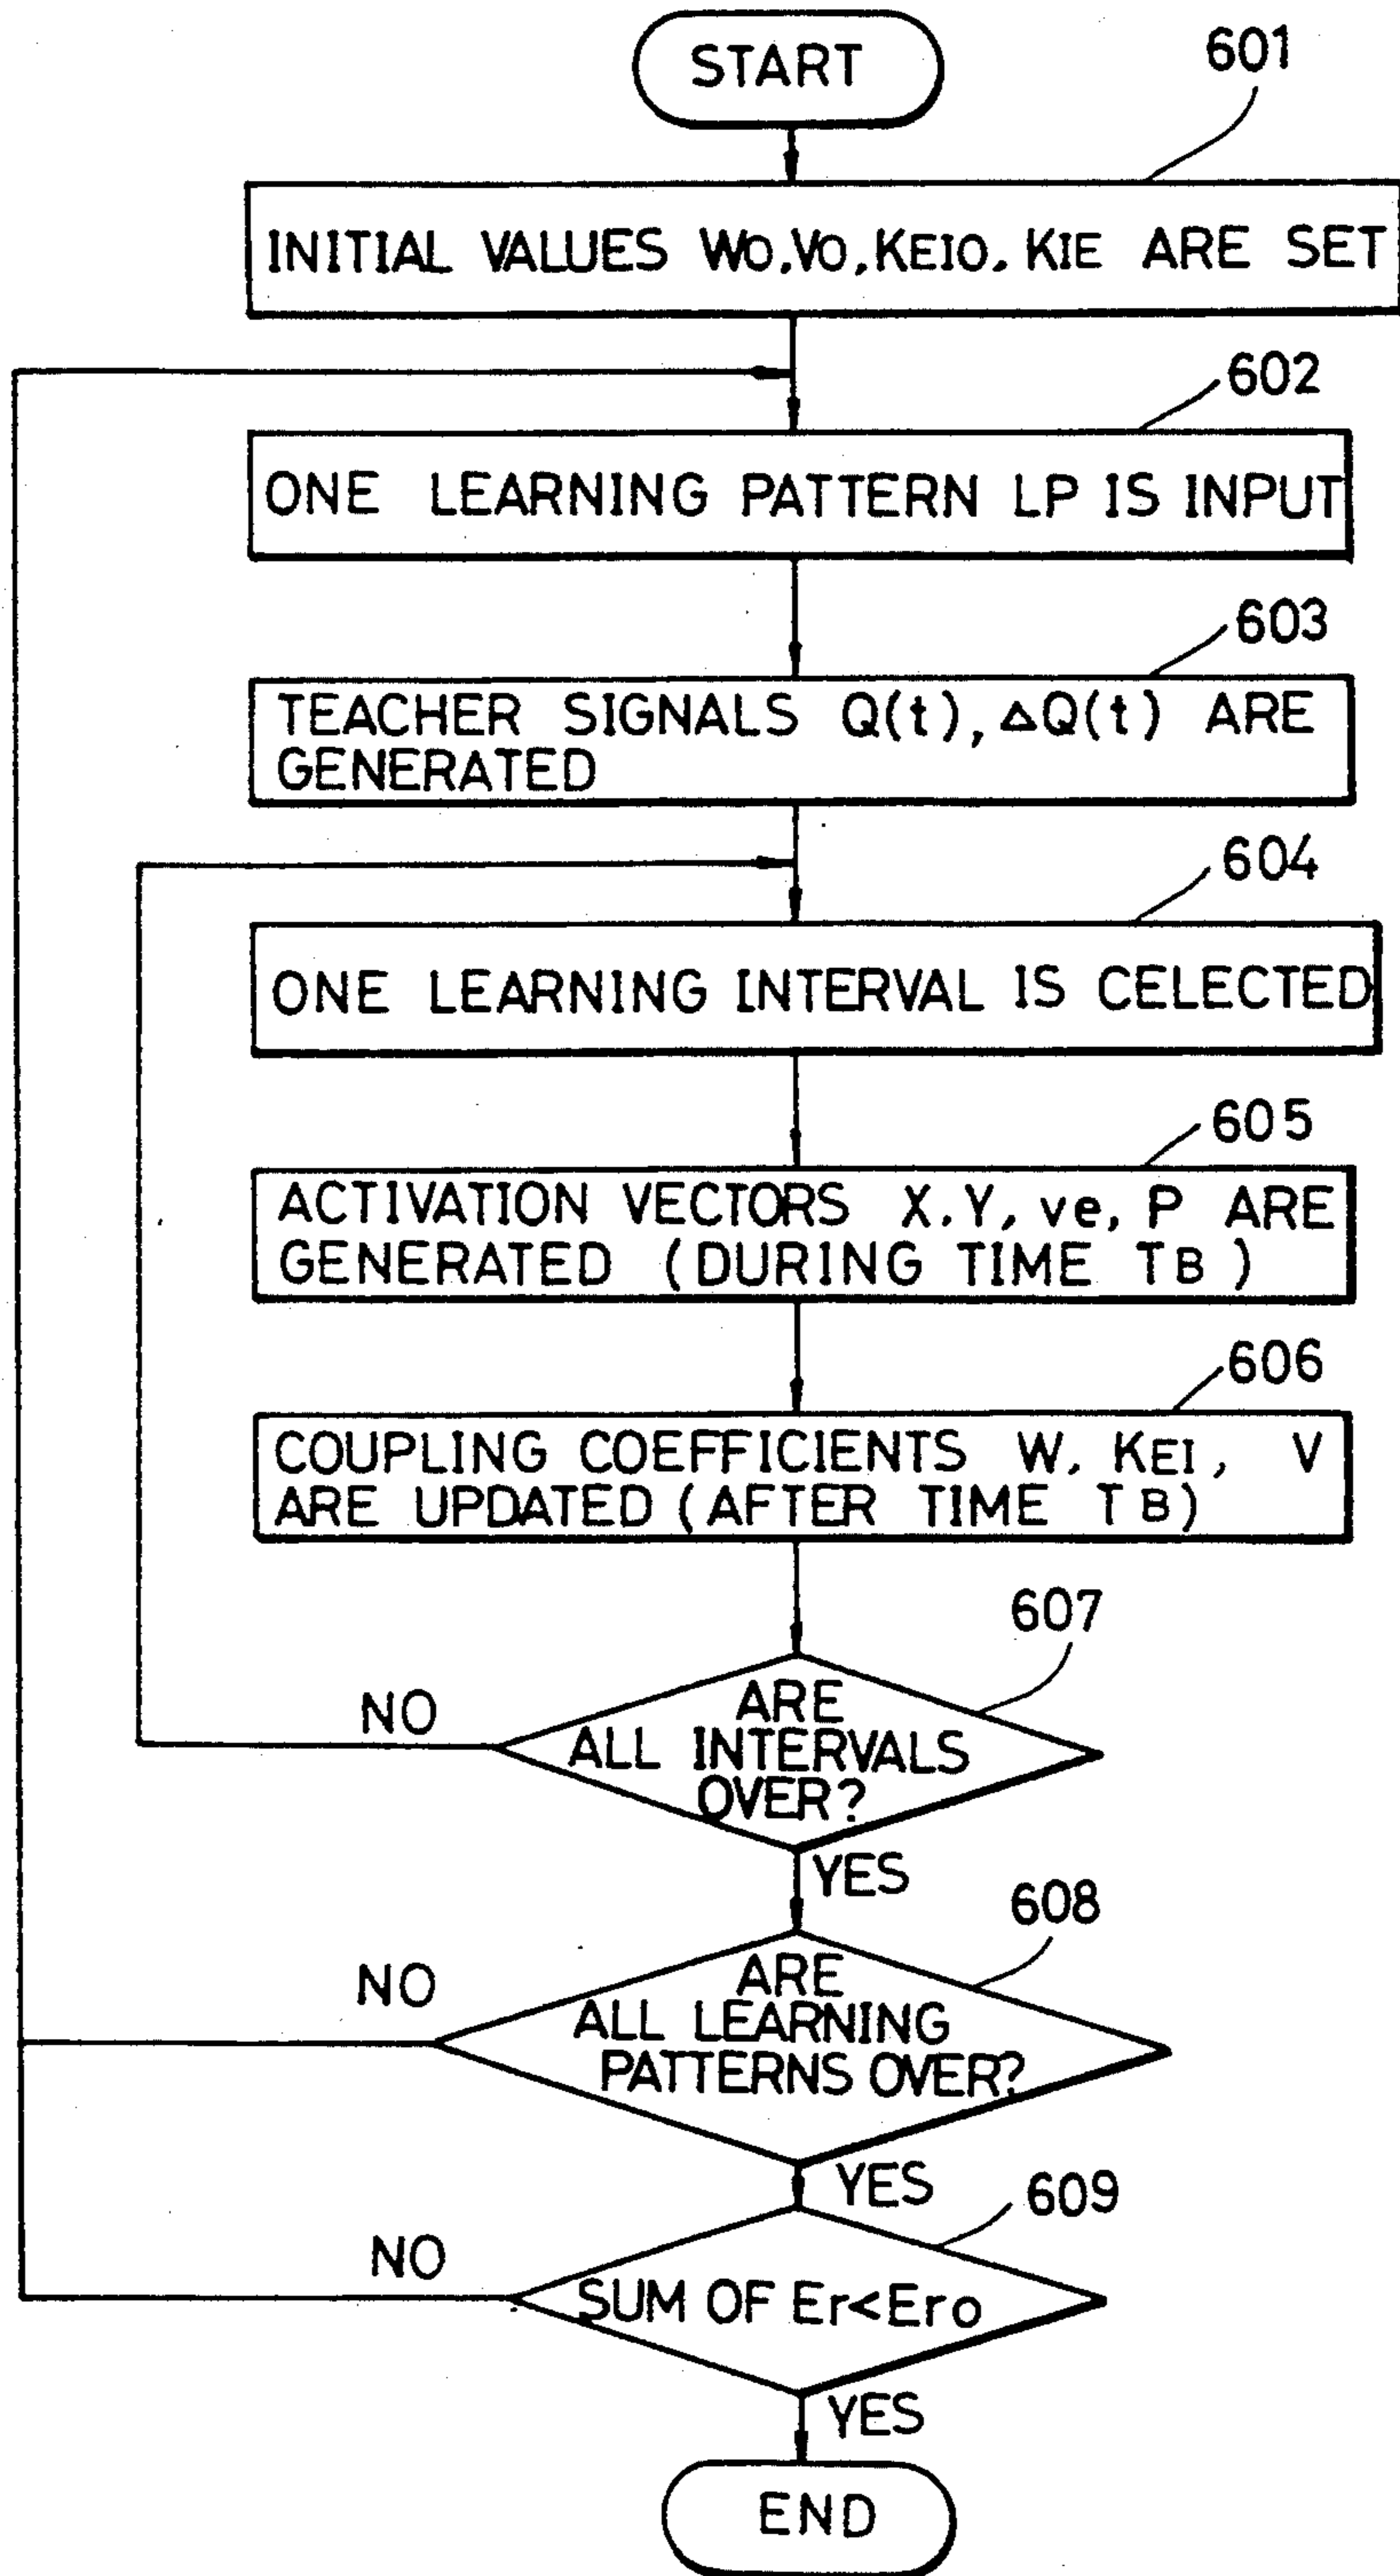 START
601
INITIAL VALUES WO,VO,KEIO,KIE ARE SET
602
ONE LEARNING PATTERN LP IS INPUT
603
TEACHER SIGNALS Q(t),ΔQ(t) ARE
GENERATED
604
ONE LEARNING INTERVAL IS CELECTED
605
ACTIVATION VECTORS X,Y,ve,P ARE
GENERATED (DURING TIME TB)
606
COUPLING COEFFICIENTS W,KEI, V
ARE UPDATED (AFTER TIME TB)
607
NO
ARE
ALL INTERVALS
OVER?
YES
608
NO
ARE
ALL LEARNING
PATTERNS OVER?
YES
609
NO
SUM OF Er<Ero
YES
END